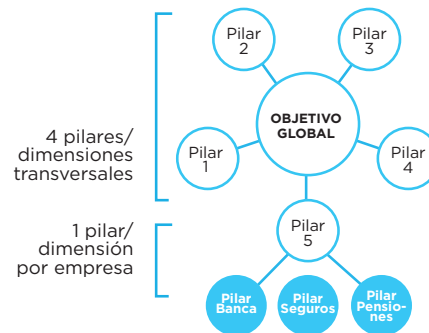 Pilar
2
Pilar
3
OBJETIVO
GLOBAL
4 pilares/
dimensiones
transversales
Pilar
1
Pilar
4
1 pilar/
dimensión
por empresa
Pilar
5
Pilar
Banca
Pilar
Seguros
Pilar
Pensio-
nes